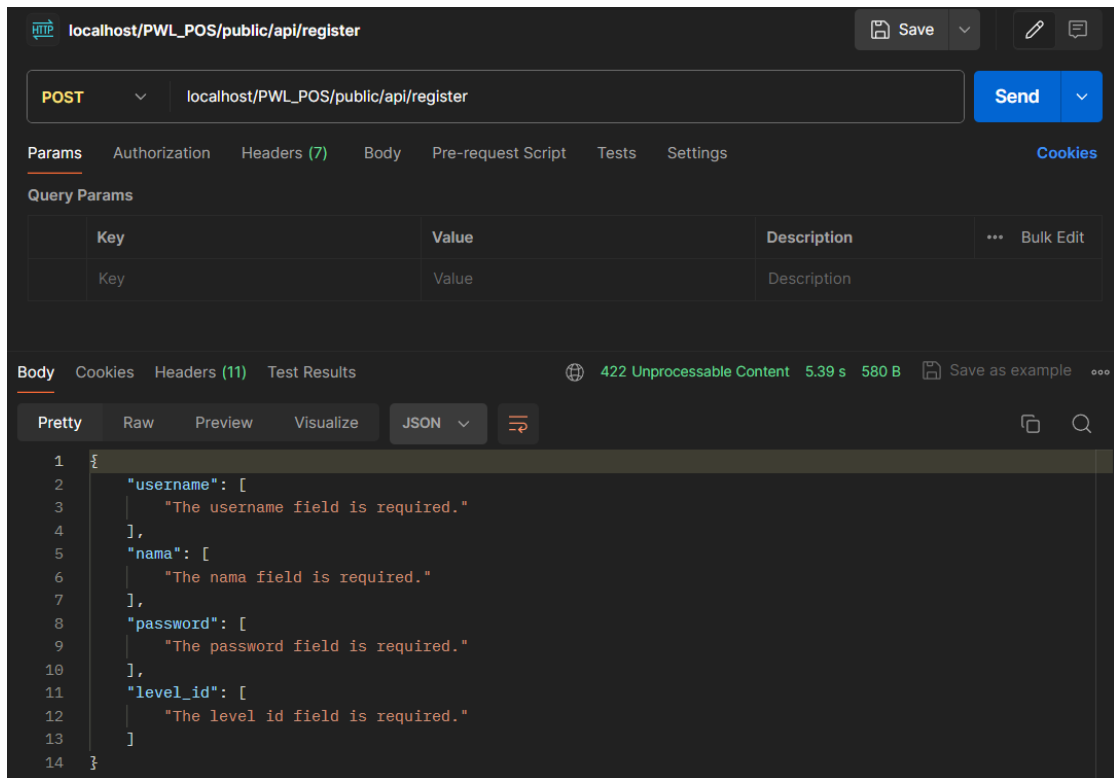 HTTP localhost/PWL_POS/public/api/register Save
POST localhost/PWL_POS/public/api/register Send
Params Authorization Headers (7) Body Pre-request Script Tests Settings Cookies
Query Params
Key Value Description ••• Bulk Edit
Key Value Description
Body Cookies Headers (11) Test Results 422 Unprocessable Content 5.39 s 580 B Save as example
Pretty Raw Preview Visualize JSON
1 {
2 "username": [
3 "The username field is required."
4 ],
5 "nama": [
6 "The nama field is required."
7 ],
8 "password": [
9 "The password field is required."
10 ],
11 "level_id": [
12 "The level id field is required."
13 ]
14 }